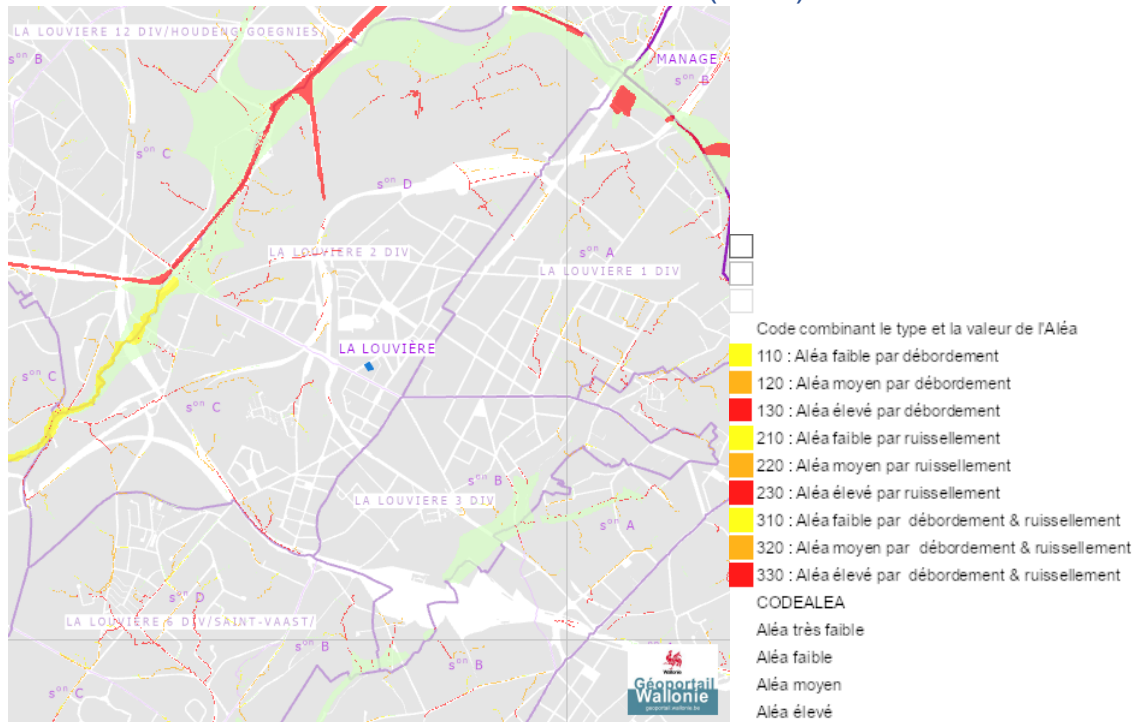 LA LOUVIERE 12 DIV/HOUDENG GOEGNIES/
sᵒⁿ B
MANAGE
sᵒⁿ B
sᵒⁿ C
sᵒⁿ D
LA LOUVIERE 2 DIV
sᵒⁿ A
LA LOUVIERE 1 DIV
LA LOUVIÈRE
sᵒⁿ C
sᵒⁿ C
sᵒⁿ B
LA LOUVIERE 3 DIV
sᵒⁿ A
sᵒⁿ D
LA LOUVIERE 6 DIV/SAINT-VAAST/
sᵒⁿ B
sᵒⁿ B
sᵒⁿ C
Wallonie
Géoportail
Wallonie
geoportail.wallonie.be
Code combinant le type et la valeur de l'Aléa
110 : Aléa faible par débordement
120 : Aléa moyen par débordement
130 : Aléa élevé par débordement
210 : Aléa faible par ruissellement
220 : Aléa moyen par ruissellement
230 : Aléa élevé par ruissellement
310 : Aléa faible par débordement & ruissellement
320 : Aléa moyen par débordement & ruissellement
330 : Aléa élevé par débordement & ruissellement
CODEALEA
Aléa très faible
Aléa faible
Aléa moyen
Aléa élevé